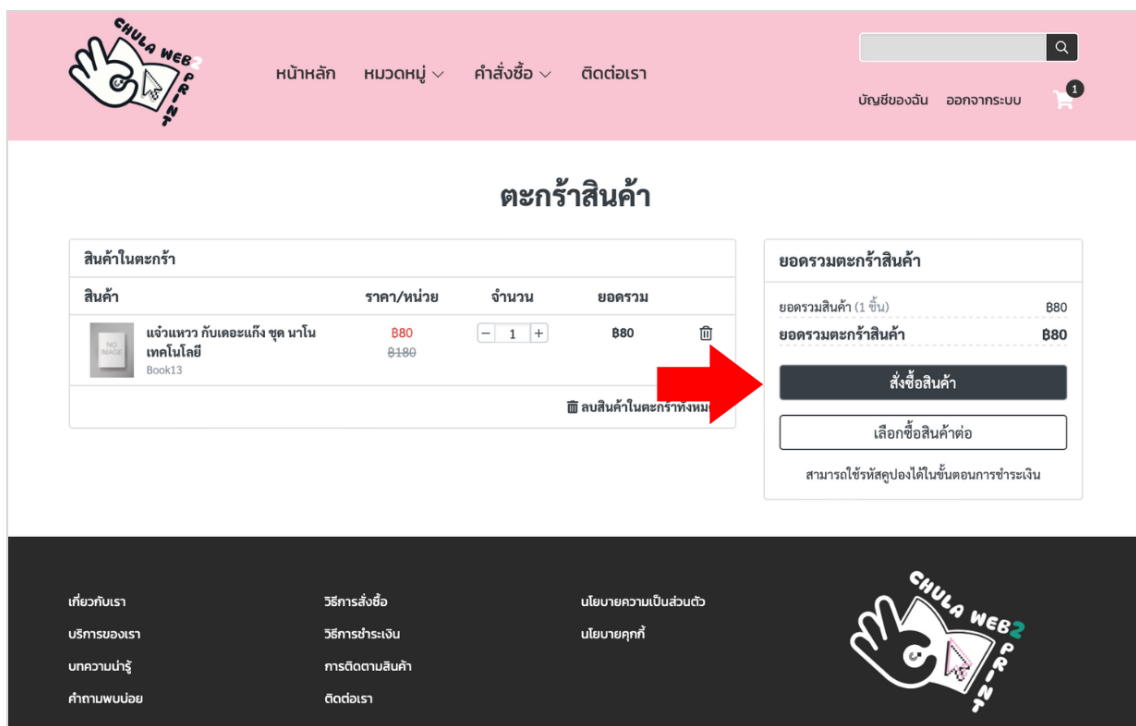 CHULA WEB2PRINT
หน้าหลัก หมวดหมู่ คำสั่งซื้อ ติดต่อเรา
บัญชีของฉัน ออกจากระบบ 1
ตะกร้าสินค้า
สินค้าในตะกร้า
สินค้า ราคา/หน่วย จำนวน ยอดรวม
NO IMAGE
แจ๋วแหวว กับเดอะแก๊ง ชุด นาโน ฿80 − 1 + ฿80
เทคโนโลยี ฿180
Book13
ลบสินค้าในตะกร้าทั้งหม
ยอดรวมตะกร้าสินค้า
ยอดรวมสินค้า (1 ชิ้น) ฿80
ยอดรวมตะกร้าสินค้า ฿80
สั่งซื้อสินค้า
เลือกซื้อสินค้าต่อ
สามารถใช้รหัสคูปองได้ในขั้นตอนการชำระเงิน
เกี่ยวกับเรา วิธีการสั่งซื้อ นโยบายความเป็นส่วนตัว
บริการของเรา วิธีการชำระเงิน นโยบายคุกกี้
บทความน่ารู้ การติดตามสินค้า
คำถามพบบ่อย ติดต่อเรา
CHULA WEB2PRINT